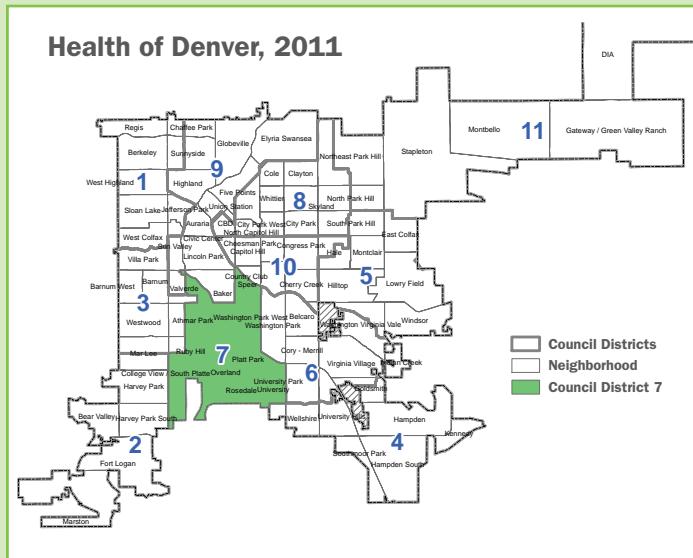 Health of Denver, 2011
DIA
Regis
Chaffee Park
Globeville
Elyria Swansea
Montbello
11
Gateway / Green Valley Ranch
Berkeley
Sunnyside
Northeast Park Hill
Stapleton
9
West Highland
1
Highland
Cole
Clayton
Five Points
Whittier
8
Skyland
North Park Hill
Sloan Lake
Jefferson Park
Union Station
Auraria
CBD
City Park West
City Park
South Park Hill
North Capitol Hill
West Colfax
Civic Center
East Colfax
Sun Valley
Cheesman Park
Congress Park
Hale
Montclair
Villa Park
Lincoln Park
Capitol Hill
10
5
Barnum West
Barnum
Country Club
Cherry Creek
Hilltop
Lowry Field
Valverde
Baker
Speer
3
Westwood
Athmar Park
Washington Park West
Belcaro
Washington Virginia Vale
Windsor
Washington Park
Council Districts
Mar Lee
Ruby Hill
7
Platt Park
Cory - Merrill
Virginia Village
Indian Creek
Neighborhood
College View / South Platte
Overland
6
Goldsmith
Council District 7
Harvey Park
Rosedale
University Park
University
Bear Valley
Harvey Park South
Wellshire
University Hills
Hampden
2
4
Kennedy
Southmoor Park
Fort Logan
Hampden South
Marston